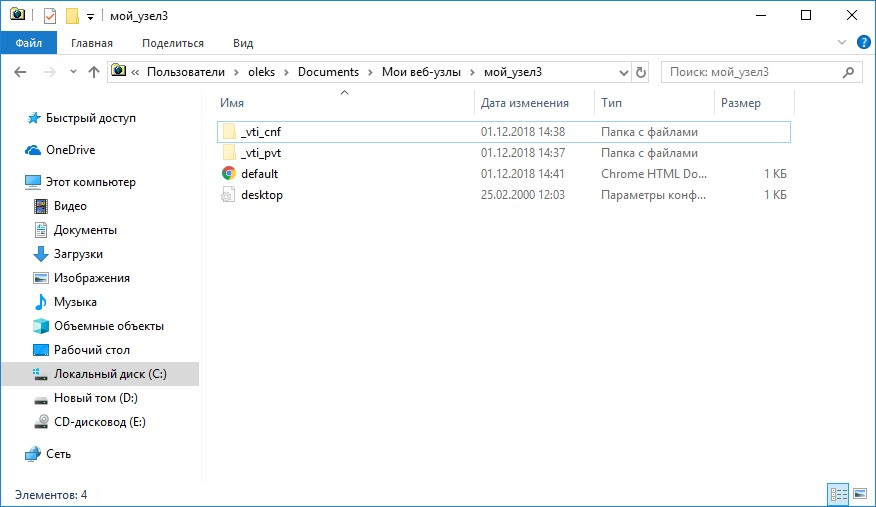 мой_узел3
Файл Главная Поделиться Вид
« Пользователи › oleks › Documents › Мои веб-узлы › мой_узел3 Поиск: мой_узел3
Имя Дата изменения Тип Размер
Быстрый доступ
OneDrive
Этот компьютер
Видео
Документы
Загрузки
Изображения
Музыка
Объемные объекты
Рабочий стол
Локальный диск (C:)
Новый том (D:)
CD-дисковод (E:)
Сеть
_vti_cnf 01.12.2018 14:38 Папка с файлами
_vti_pvt 01.12.2018 14:37 Папка с файлами
default 01.12.2018 14:41 Chrome HTML Do... 1 КБ
desktop 25.02.2000 12:03 Параметры конф... 1 КБ
Элементов: 4